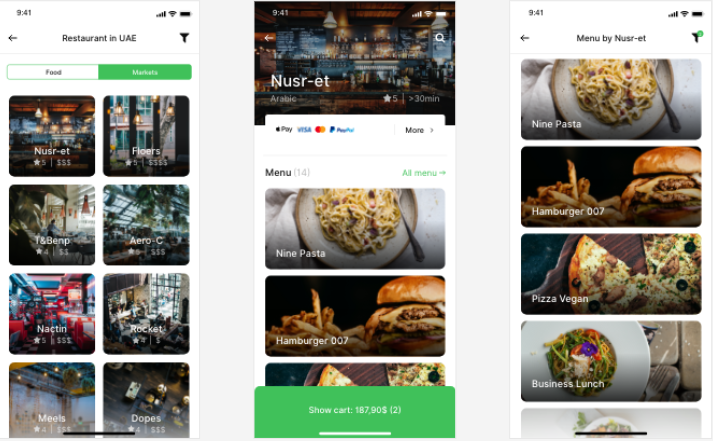 9:41
Restaurant in UAE
Food
Markets
Nusr-et
5 | $$$
Fioers
5 | $$$$
T&Benp
4 | $$
Aero-C
5 | $$$
Nactin
5 | $$$
Rocket
4 | $
Meels
4 | $$$
Dopes
4 | $$$
9:41
Nusr-et
Arabic
5 | >30min
Pay VISA PayPal
More
Menu (14)
All menu →
Nine Pasta
Hamburger 007
Show cart: 187,90$ (2)
9:41
Menu by Nusr-et
Nine Pasta
Hamburger 007
Pizza Vegan
Business Lunch